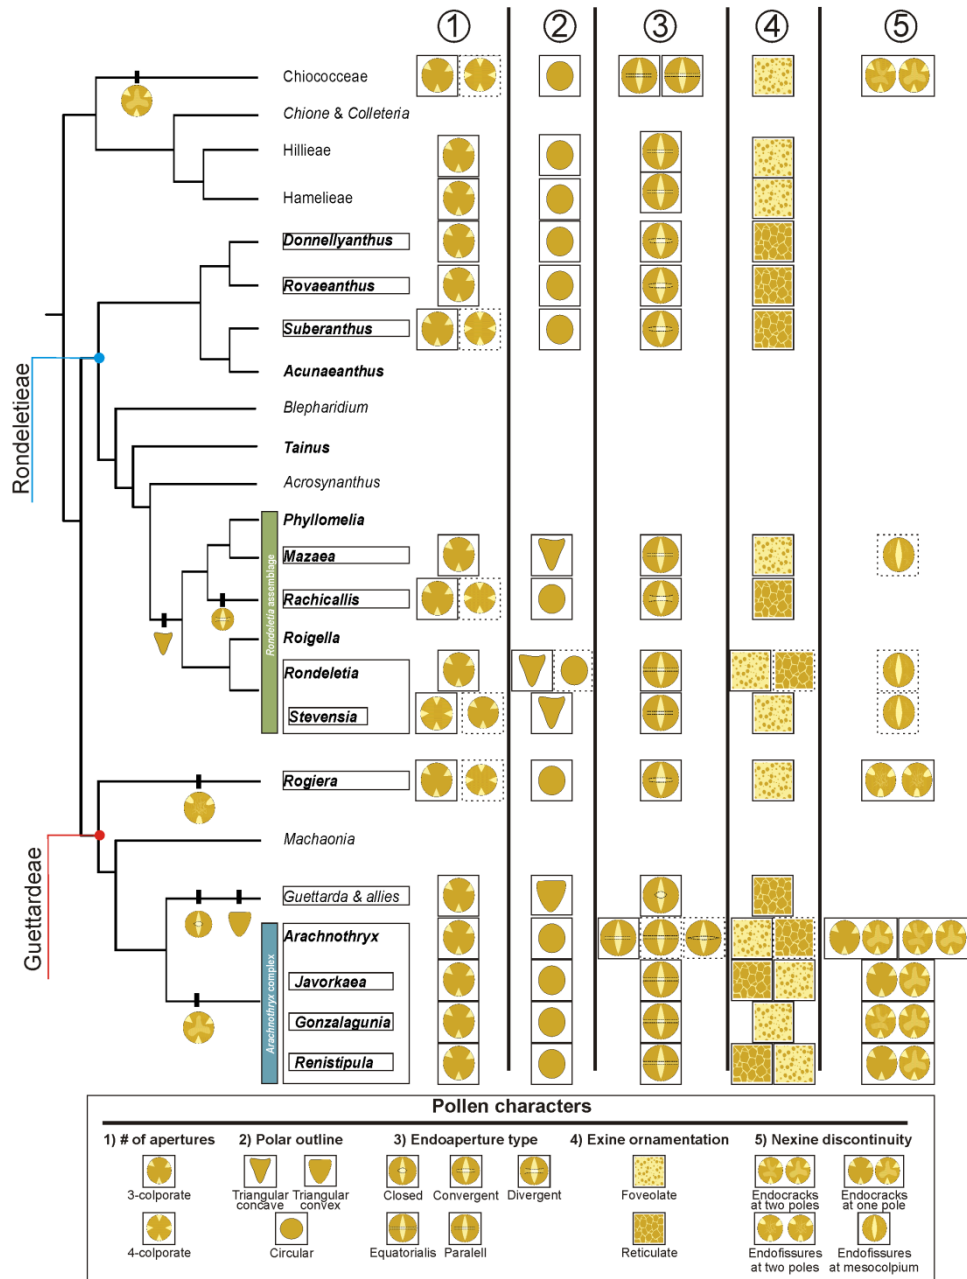 1 2 3 4 5
Chiococceae
Chione & Colleteria
Hillieae
Hamelieae
Donnellyanthus
Rovaeanthus
Suberanthus
Acunaeanthus
Rondeletieae
Blepharidium
Tainus
Acrosynanthus
Rondeletia assemblage
Phyllomelia
Mazaea
Rachicallis
Roigella
Rondeletia
Stevensia
Rogiera
Guettardeae
Machaonia
Guettarda & allies
Arachnothryx complex
Arachnothryx
Javorkaea
Gonzalagunia
Renistipula
Pollen characters
1) # of apertures
3-colporate
4-colporate
2) Polar outline
Triangular concave
Triangular convex
Circular
3) Endoaperture type
Closed
Convergent
Divergent
Equatorialis
Paralell
4) Exine ornamentation
Foveolate
Reticulate
5) Nexine discontinuity
Endocracks
at two poles
Endocracks
at one pole
Endofissures
at two poles
Endofissures
at mesocolpium